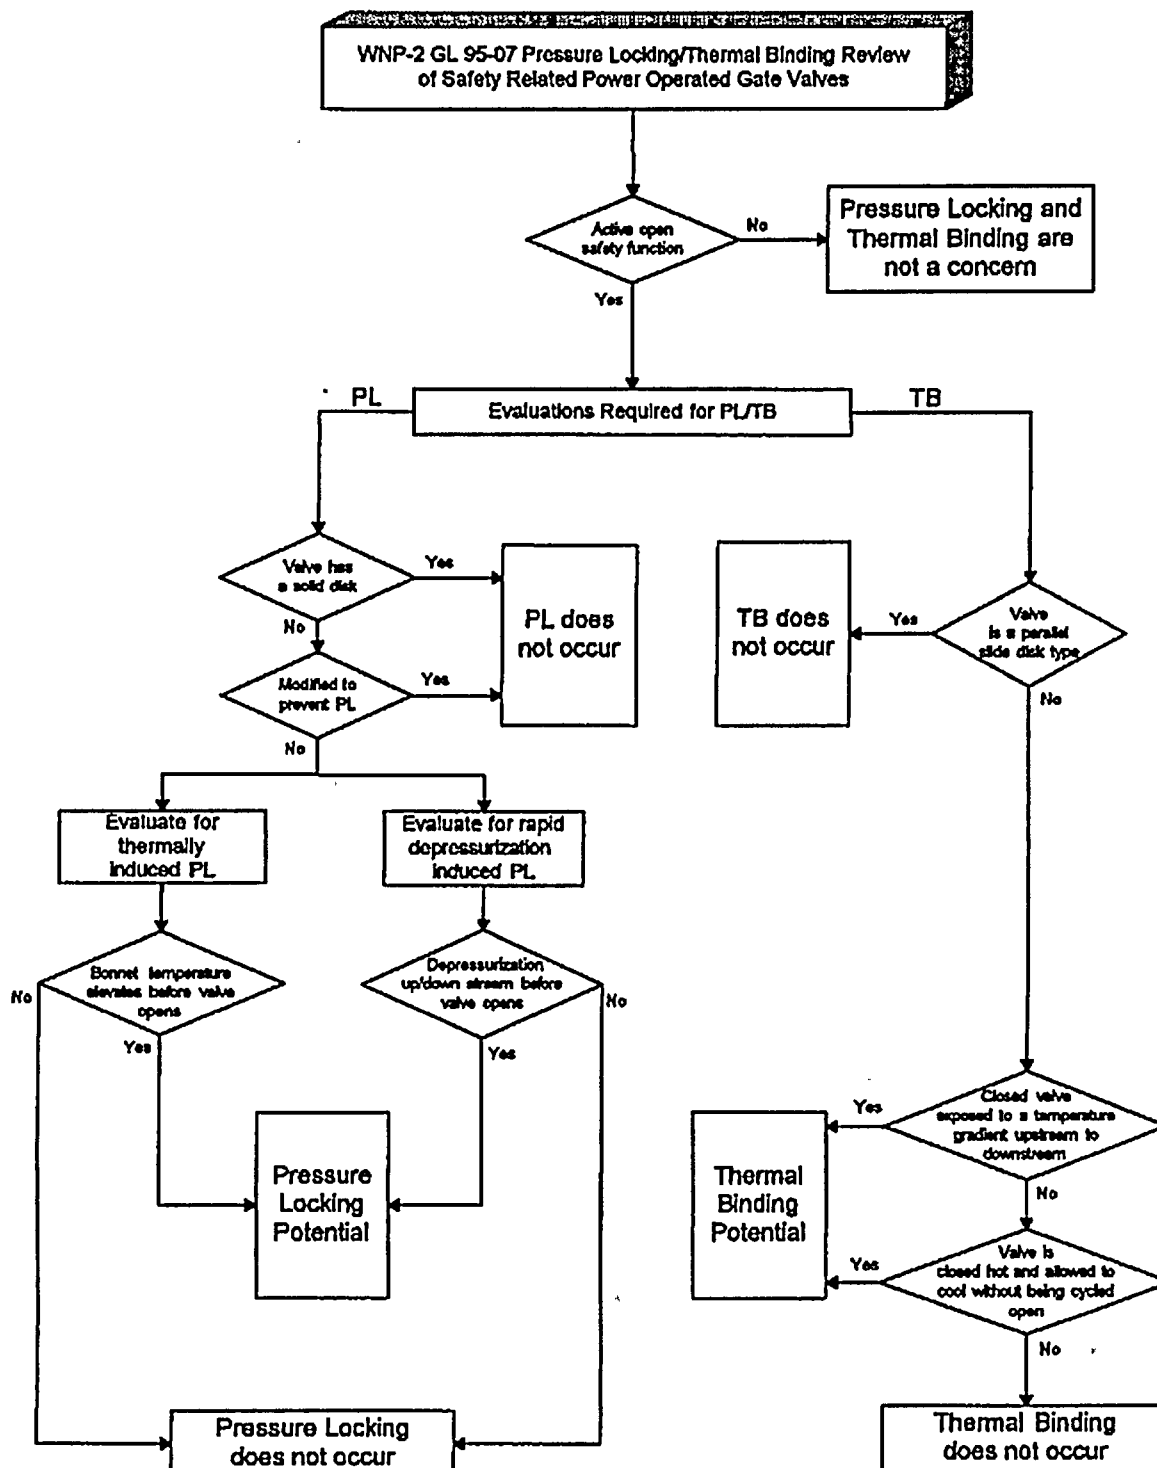 WNP-2 GL 95-07 Pressure Locking/Thermal Binding Review
of Safety Related Power Operated Gate Valves
Active open
safety function
No
Pressure Locking and
Thermal Binding are
not a concern
Yes
PL
Evaluations Required for PL/TB
TB
Valve has
a solid disk
Yes
No
PL does
not occur
TB does
not occur
Yes
Valve
is a parallel
slide disk type
No
Modified to
prevent PL
Yes
No
Evaluate for
thermally
induced PL
Evaluate for rapid
depressurization
induced PL
Bonnet temperature
elevates before valve
opens
No
Yes
Depressurization
up/down stream before
valve opens
No
Yes
Closed valve
exposed to a temperature
gradient upstream to
downstream
Yes
No
Pressure
Locking
Potential
Thermal
Binding
Potential
Valve is
closed hot and allowed to
cool without being cycled
open
Yes
No
Pressure Locking
does not occur
Thermal Binding
does not occur